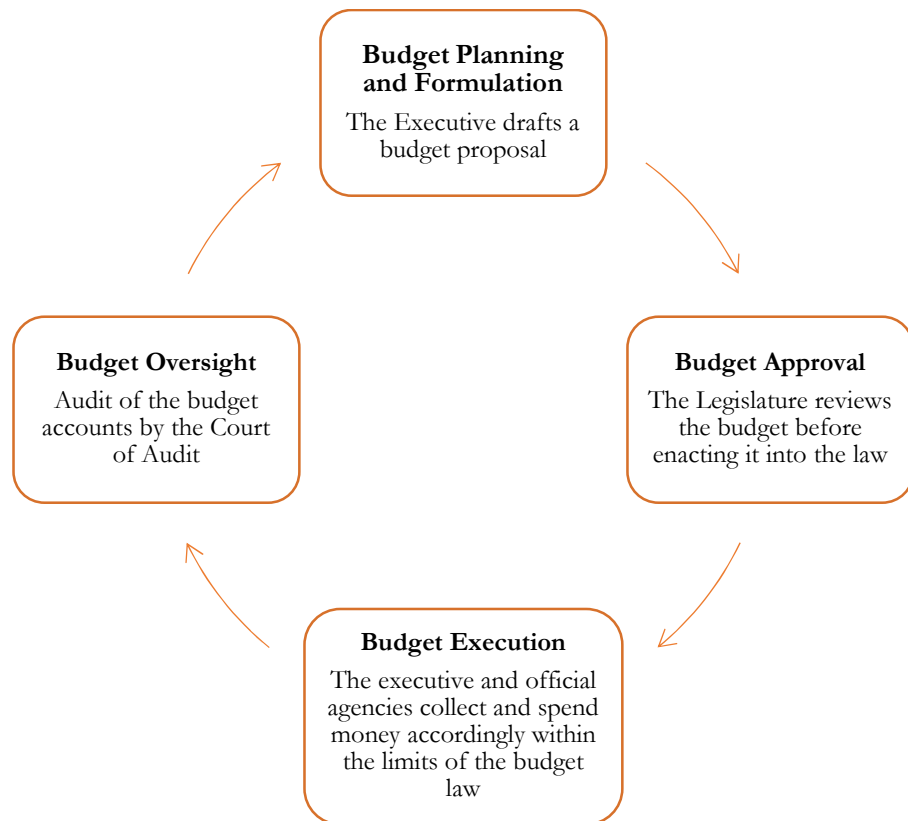 Budget Planning
and Formulation
The Executive drafts a
budget proposal
Budget Approval
The Legislature reviews
the budget before
enacting it into the law
Budget Execution
The executive and official
agencies collect and spend
money accordingly within
the limits of the budget
law
Budget Oversight
Audit of the budget
accounts by the Court
of Audit